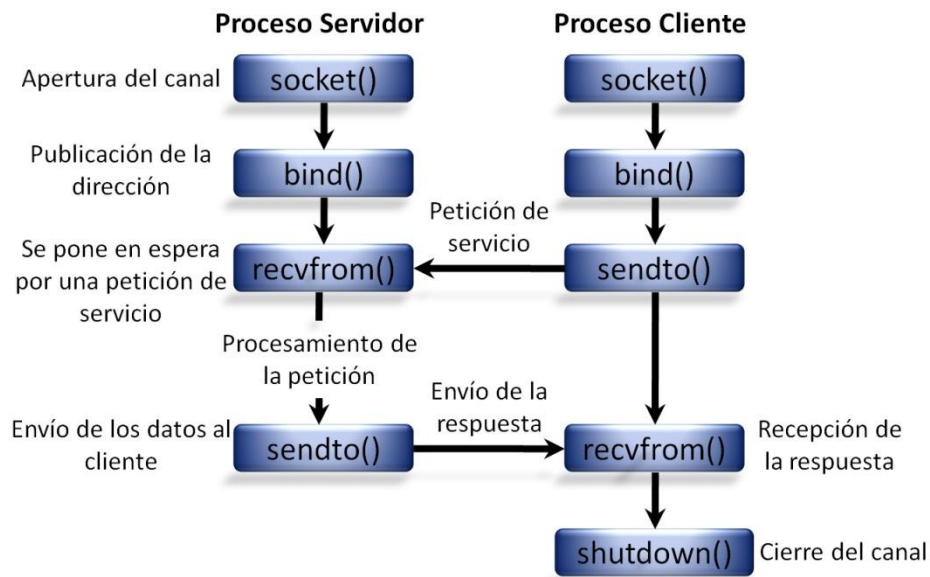 Proceso Servidor
Proceso Cliente
Apertura del canal
socket()
socket()
Publicación de la
dirección
bind()
bind()
Petición de
servicio
Se pone en espera
por una petición de
servicio
recvfrom()
sendto()
Procesamiento de
la petición
Envío de los datos al
cliente
sendto()
Envío de la
respuesta
recvfrom()
Recepción de
la respuesta
shutdown()
Cierre del canal